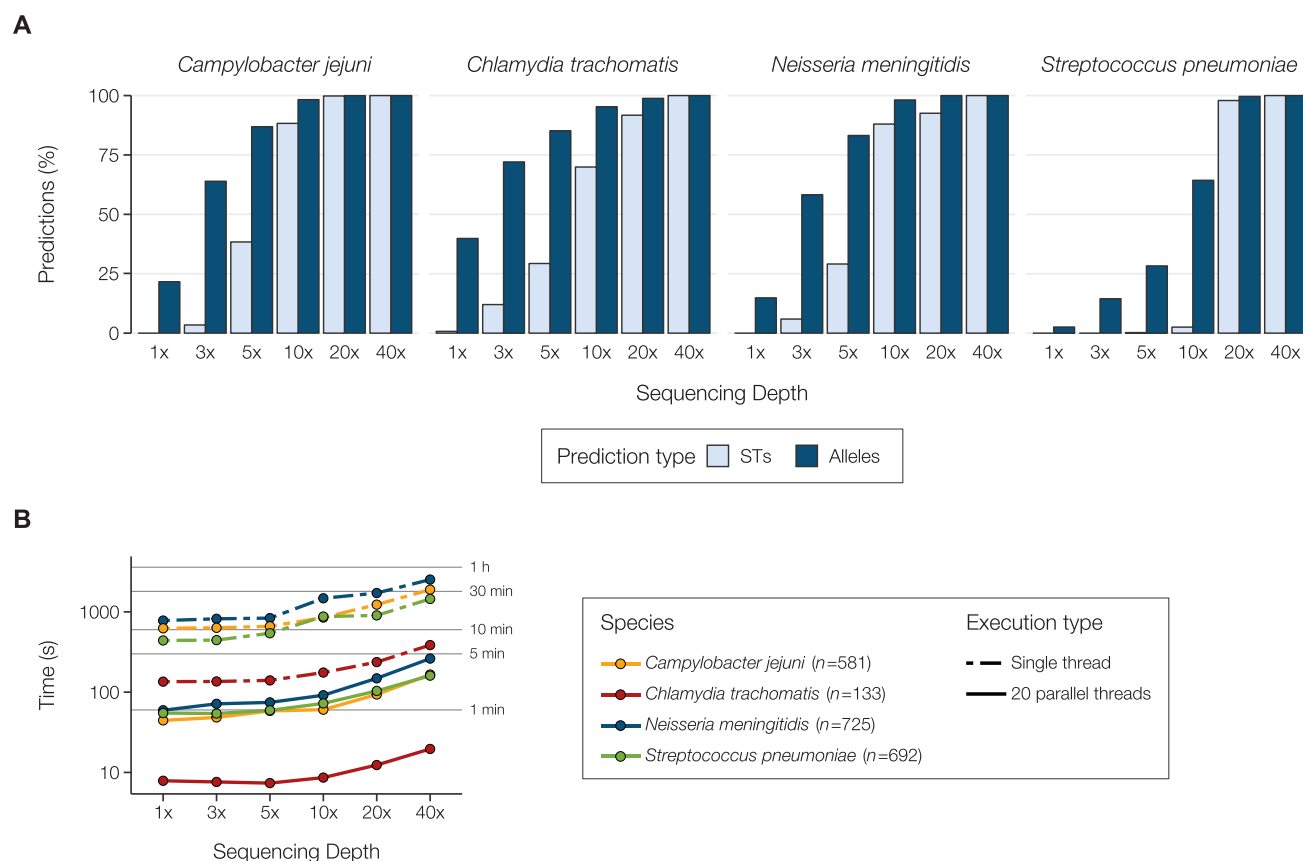 A
Campylobacter jejuni
Chlamydia trachomatis
Neisseria meningitidis
Streptococcus pneumoniae
Predictions (%)
100
75
50
25
0
1x 3x 5x 10x 20x 40x
1x 3x 5x 10x 20x 40x
1x 3x 5x 10x 20x 40x
1x 3x 5x 10x 20x 40x
Sequencing Depth
Prediction type STs Alleles
B
Time (s)
1000
100
10
1 h
30 min
10 min
5 min
1 min
1x 3x 5x 10x 20x 40x
Sequencing Depth
Species
Campylobacter jejuni (n=581)
Chlamydia trachomatis (n=133)
Neisseria meningitidis (n=725)
Streptococcus pneumoniae (n=692)
Execution type
Single thread
20 parallel threads